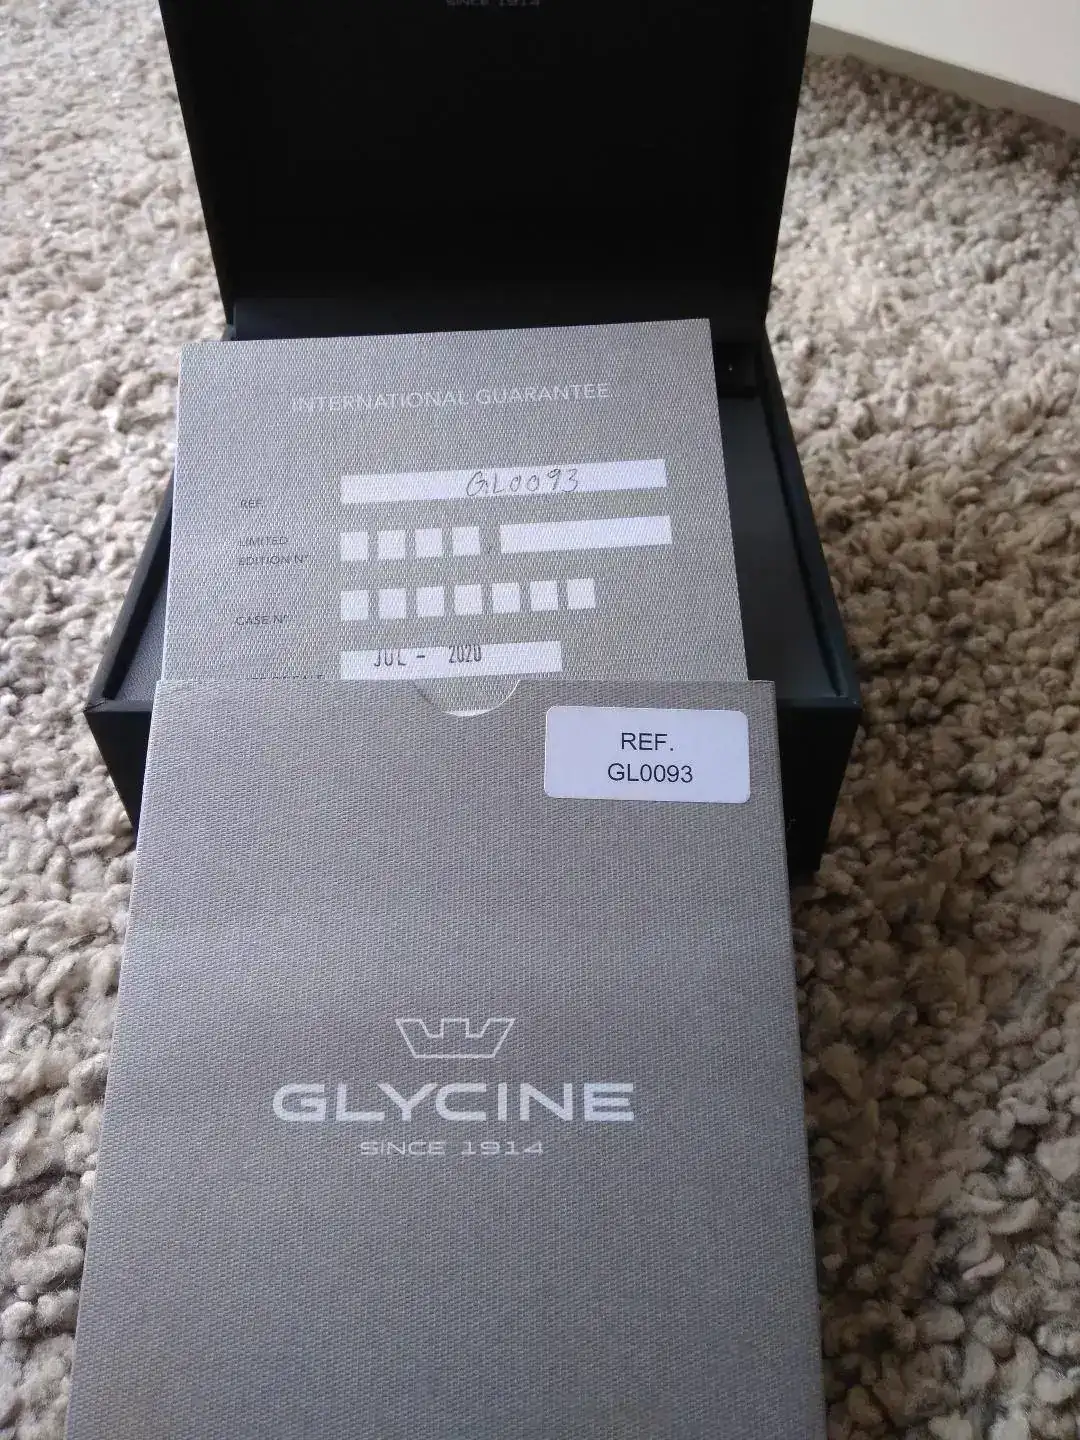 SINCE 1914
INTERNATIONAL GUARANTEE
REF. GL0093
LIMITED
EDITION N°
CASE N°
JUL - 2020
REF.
GL0093
GLYCINE
SINCE 1914